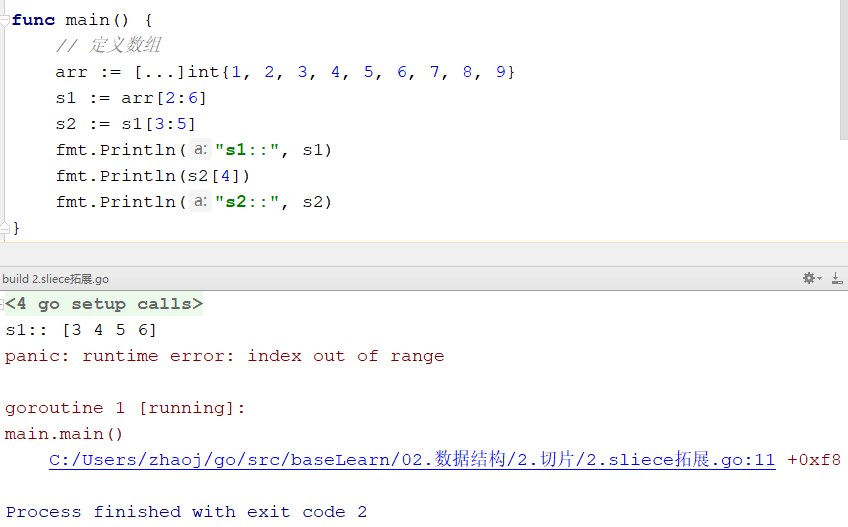 func main() {
// 定义数组
arr := [...]int{1, 2, 3, 4, 5, 6, 7, 8, 9}
s1 := arr[2:6]
s2 := s1[3:5]
fmt.Println( a: "s1::", s1)
fmt.Println(s2[4])
fmt.Println( a: "s2::", s2)
}
build 2.sliece拓展.go
<4 go setup calls>
s1:: [3 4 5 6]
panic: runtime error: index out of range
goroutine 1 [running]:
main.main()
C:/Users/zhaoj/go/src/baseLearn/02.数据结构/2.切片/2.sliece拓展.go:11 +0xf8
Process finished with exit code 2